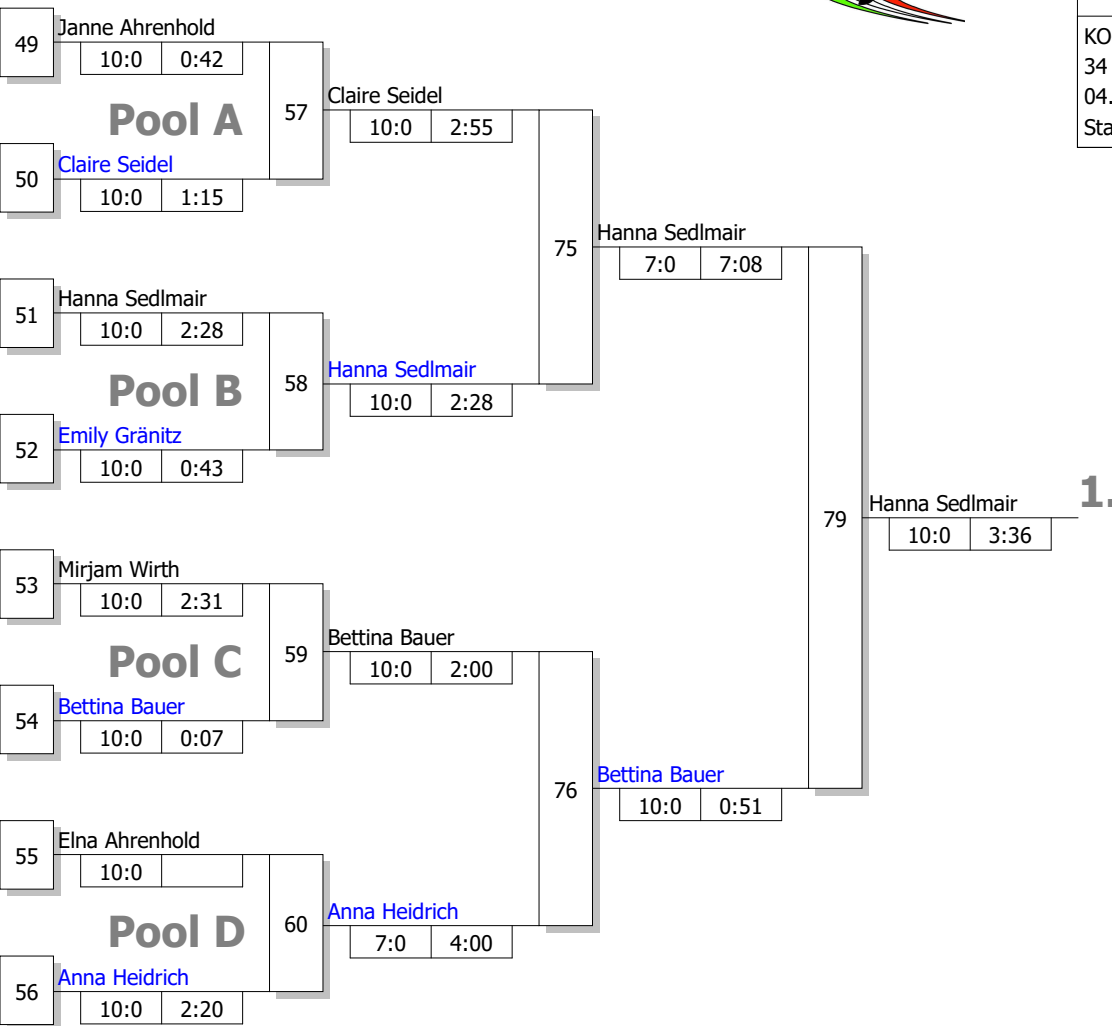 49
Janne Ahrenhold
10:0 0:42
Pool A
50
Claire Seidel
10:0 1:15
57
Claire Seidel
10:0 2:55
51
Hanna Sedlmair
10:0 2:28
Pool B
52
Emily Gränitz
10:0 0:43
58
Hanna Sedlmair
10:0 2:28
75
Hanna Sedlmair
7:0 7:08
53
Mirjam Wirth
10:0 2:31
Pool C
54
Bettina Bauer
10:0 0:07
59
Bettina Bauer
10:0 2:00
55
Elna Ahrenhold
10:0
Pool D
56
Anna Heidrich
10:0 2:20
60
Anna Heidrich
7:0 4:00
76
Bettina Bauer
10:0 0:51
79
Hanna Sedlmair
10:0 3:36
1.
KO
34
04.
Sta